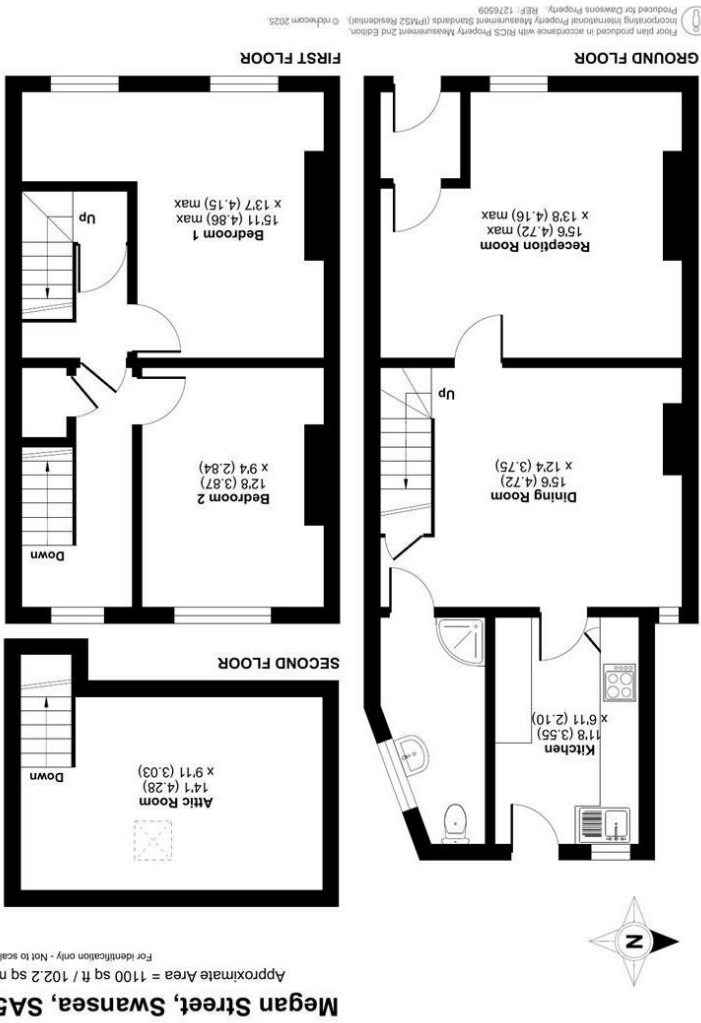 Megan Street, Swansea, SA5
Approximate Area = 1100 sq ft / 102.2 sq m
For identification only - Not to scale
N
Down
Attic Room
14'1 (4.28)
x 9'11 (3.03)
SECOND FLOOR
Kitchen
11'8 (3.55)
x 6'11 (2.10)
Down
Bedroom 2
12'8 (3.87)
x 9'4 (2.84)
Dining Room
15'6 (4.72)
x 12'4 (3.75)
Up
Up
Bedroom 1
15'11 (4.86) max
x 13'7 (4.15) max
Reception Room
15'6 (4.72) max
x 13'8 (4.16) max
GROUND FLOOR
FIRST FLOOR
Floor plan produced in accordance with RICS Property Measurement 2nd Edition,
Incorporating International Property Measurement Standards (IPMS2 Residential). © nichecom 2025.
Produced for Dawsons Property. REF: 1276509